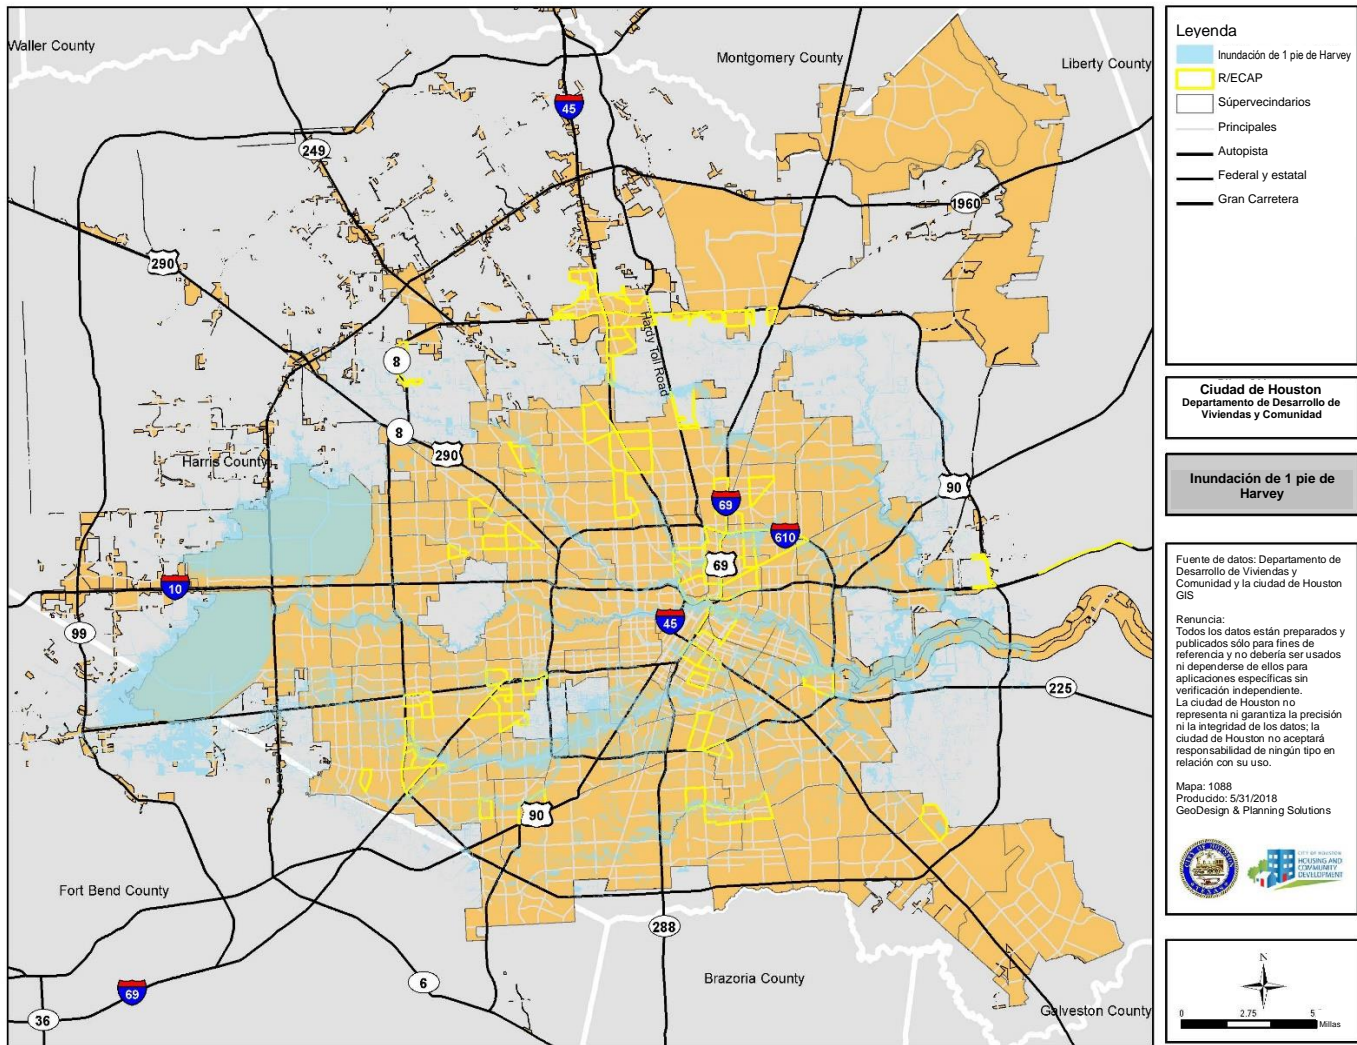 Waller County
Montgomery County
Liberty County
45
249
1960
290
Hardy Toll Road
8
8
290
Harris County
90
69
610
69
10
45
99
225
90
Fort Bend County
288
6
Brazoria County
69
36
Galveston County
Leyenda
Inundación de 1 pie de Harvey
R/ECAP
Súpervecindarios
Principales
Autopista
Federal y estatal
Gran Carretera
Ciudad de Houston
Departamento de Desarrollo de
Viviendas y Comunidad
Inundación de 1 pie de
Harvey
Fuente de datos: Departamento de
Desarrollo de Viviendas y
Comunidad y la ciudad de Houston
GIS
Renuncia:
Todos los datos están preparados y
publicados sólo para fines de
referencia y no debería ser usados
ni dependerse de ellos para
aplicaciones específicas sin
verificación independiente.
La ciudad de Houston no
representa ni garantiza la precisión
ni la integridad de los datos; la
ciudad de Houston no aceptará
responsabilidad de ningún tipo en
relación con su uso.
Mapa: 1088
Producido: 5/31/2018
GeoDesign & Planning Solutions
CITY OF HOUSTON
HOUSING AND
COMMUNITY
DEVELOPMENT
N
0 2.75 5
Millas